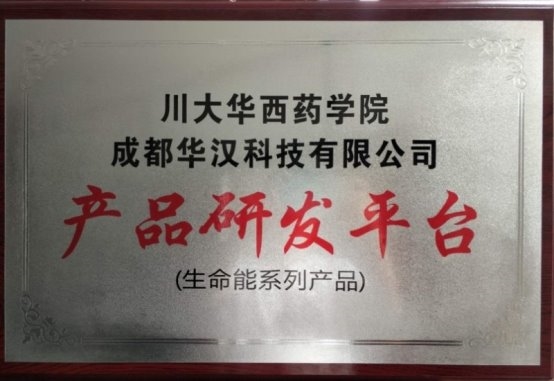 川大华西药学院
成都华汉科技有限公司
产品研发平台
(生命能系列产品)